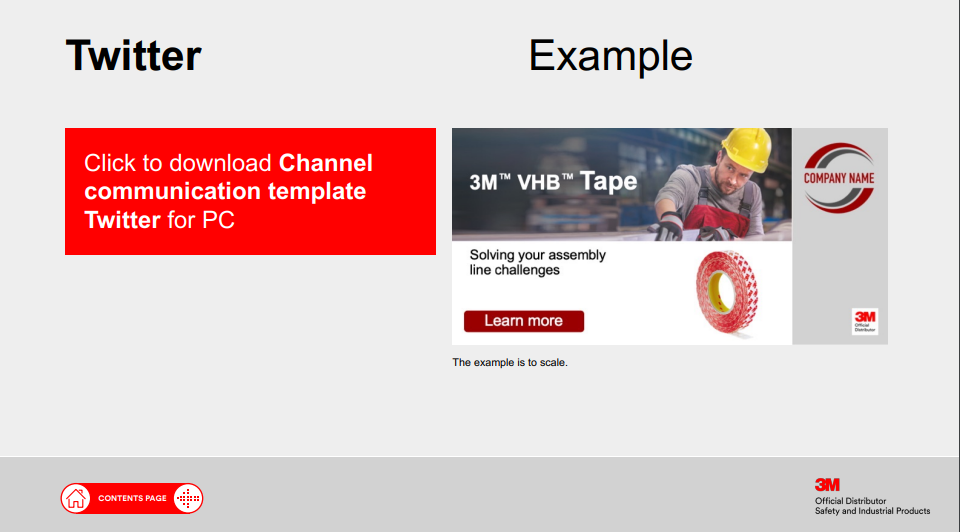 Twitter
Example
Click to download Channel
communication template
Twitter for PC
3M™ VHB™ Tape
COMPANY NAME
Solving your assembly
line challenges
Learn more
3M
Official
Distributor
The example is to scale.
CONTENTS PAGE
3M
Official Distributor
Safety and Industrial Products